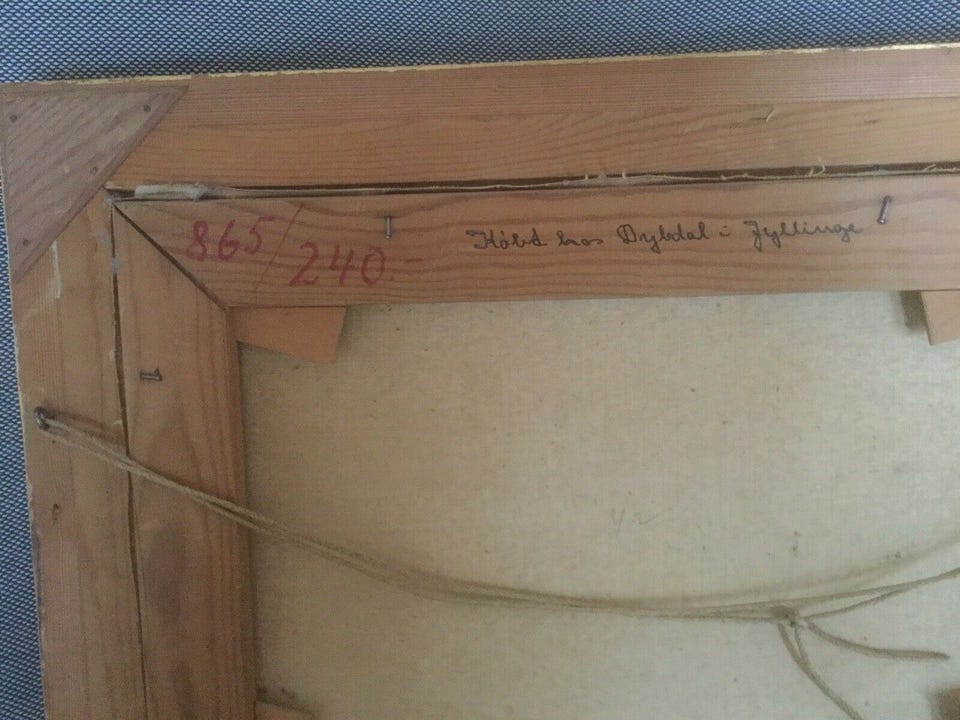 865/240.-
Købt hos Dybdal i Jyllinge